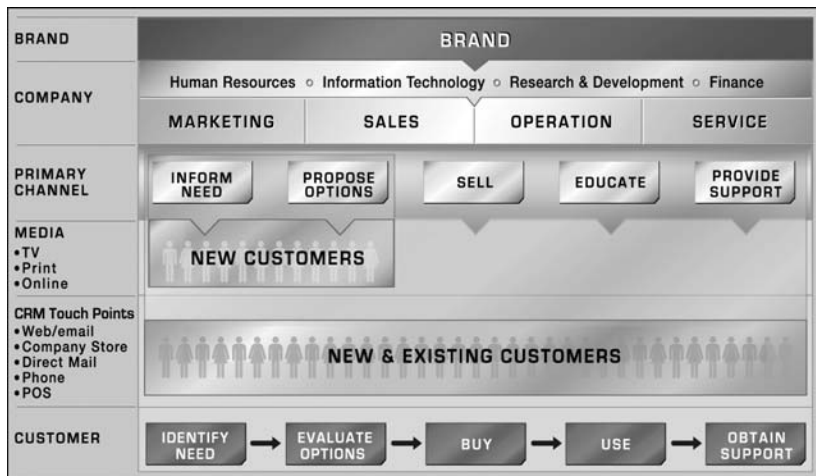 BRAND
BRAND
COMPANY
Human Resources ○ Information Technology ○ Research & Development ○ Finance
MARKETING
SALES
OPERATION
SERVICE
PRIMARY
CHANNEL
INFORM
NEED
PROPOSE
OPTIONS
SELL
EDUCATE
PROVIDE
SUPPORT
MEDIA
•TV
•Print
•Online
NEW CUSTOMERS
CRM Touch Points
•Web/email
•Company Store
•Direct Mail
•Phone
•POS
NEW & EXISTING CUSTOMERS
CUSTOMER
IDENTIFY
NEED
EVALUATE
OPTIONS
BUY
USE
OBTAIN
SUPPORT